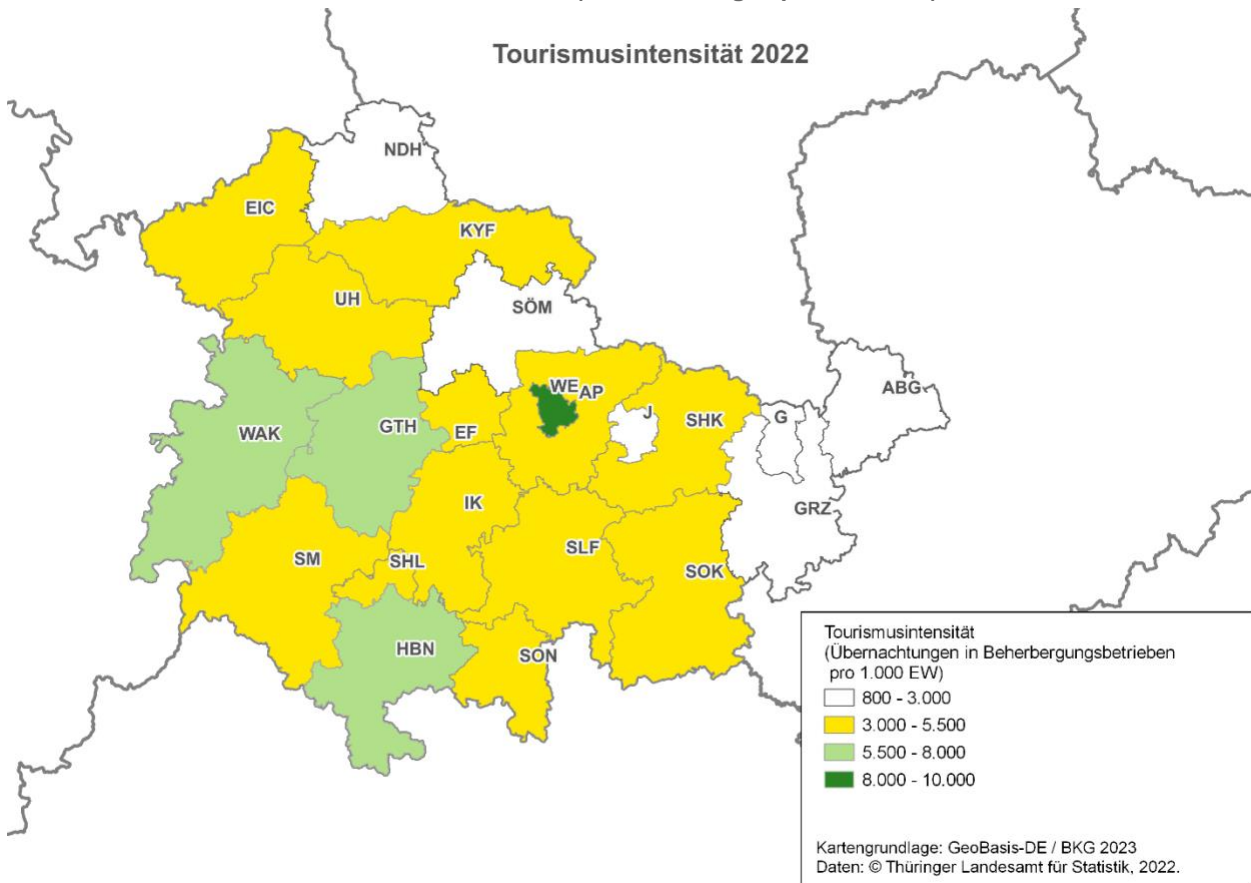 Tourismusintensität 2022
NDH
EIC
KYF
UH
SÖM
WE
AP
ABG
J
G
SHK
GTH
EF
WAK
IK
GRZ
SLF
SM
SHL
SOK
HBN
SON
Tourismusintensität
(Übernachtungen in Beherbergungsbetrieben
pro 1.000 EW)
800 - 3.000
3.000 - 5.500
5.500 - 8.000
8.000 - 10.000
Kartengrundlage: GeoBasis-DE / BKG 2023
Daten: © Thüringer Landesamt für Statistik, 2022.